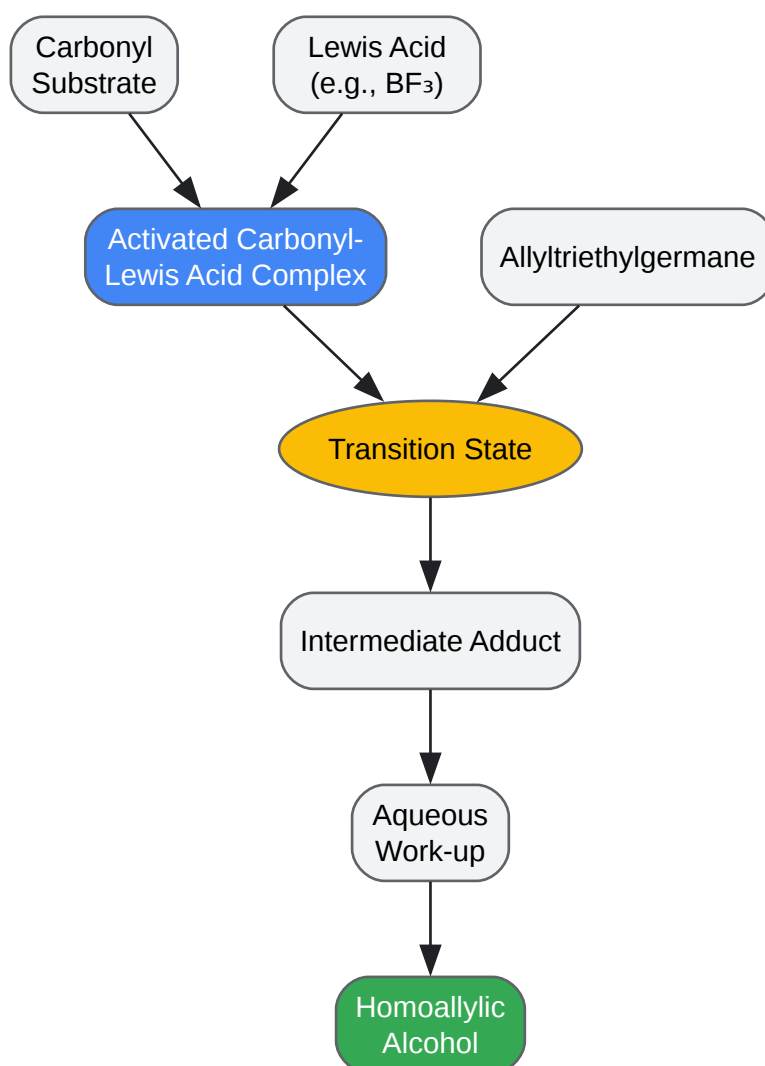 Carbonyl
Substrate
Lewis Acid
(e.g., BF₃)
Activated Carbonyl-
Lewis Acid Complex
Allyltriethylgermane
Transition State
Intermediate Adduct
Aqueous
Work-up
Homoallylic
Alcohol